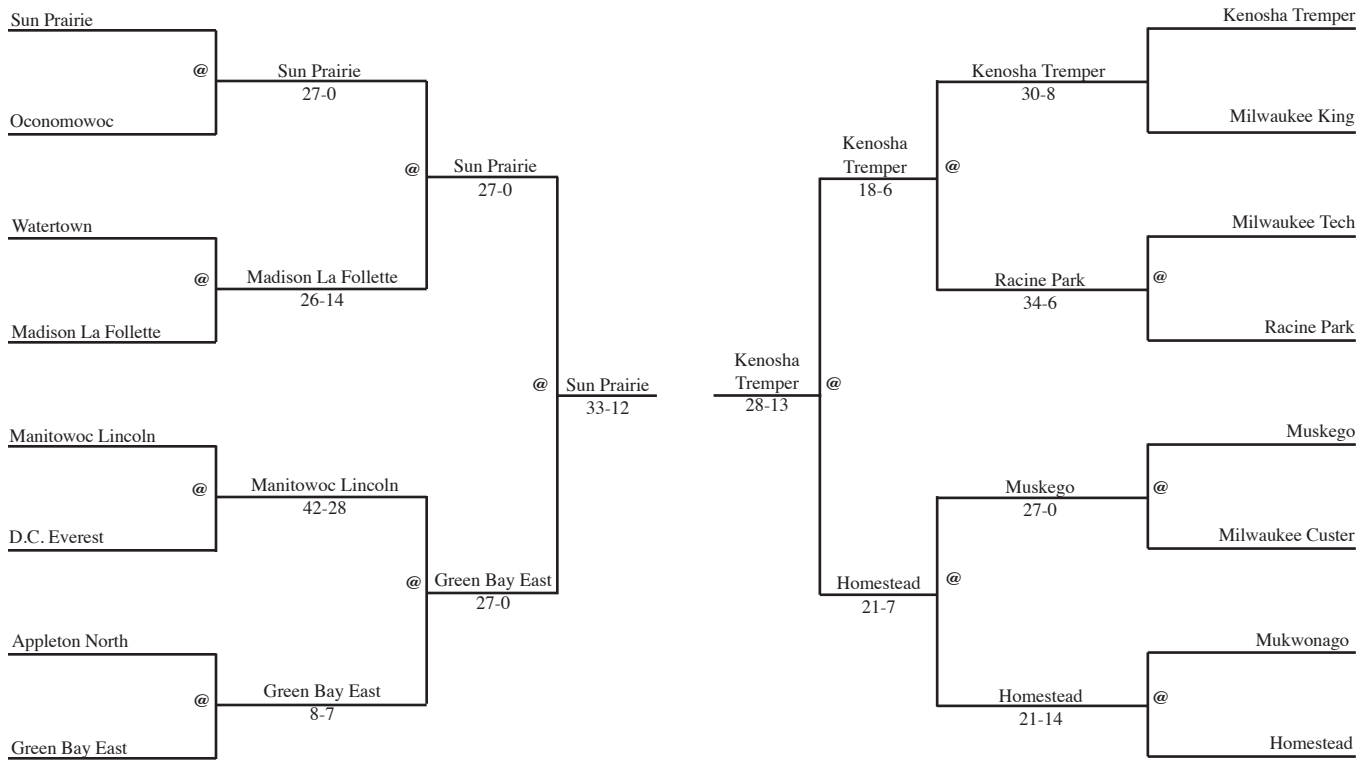 Sun Prairie
@
Oconomowoc
Sun Prairie
27-0
Watertown
@
Madison La Follette
Madison La Follette
26-14
@
Sun Prairie
27-0
Manitowoc Lincoln
@
D.C. Everest
Manitowoc Lincoln
42-28
Appleton North
@
Green Bay East
Green Bay East
8-7
@
Green Bay East
27-0
@
Sun Prairie
33-12
Kenosha Tremper
Milwaukee King
Kenosha Tremper
30-8
Milwaukee Tech
@
Racine Park
Racine Park
34-6
@
Kenosha
Tremper
18-6
Muskego
@
Milwaukee Custer
Muskego
27-0
Mukwonago
@
Homestead
Homestead
21-14
@
Homestead
21-7
@
Kenosha
Tremper
28-13